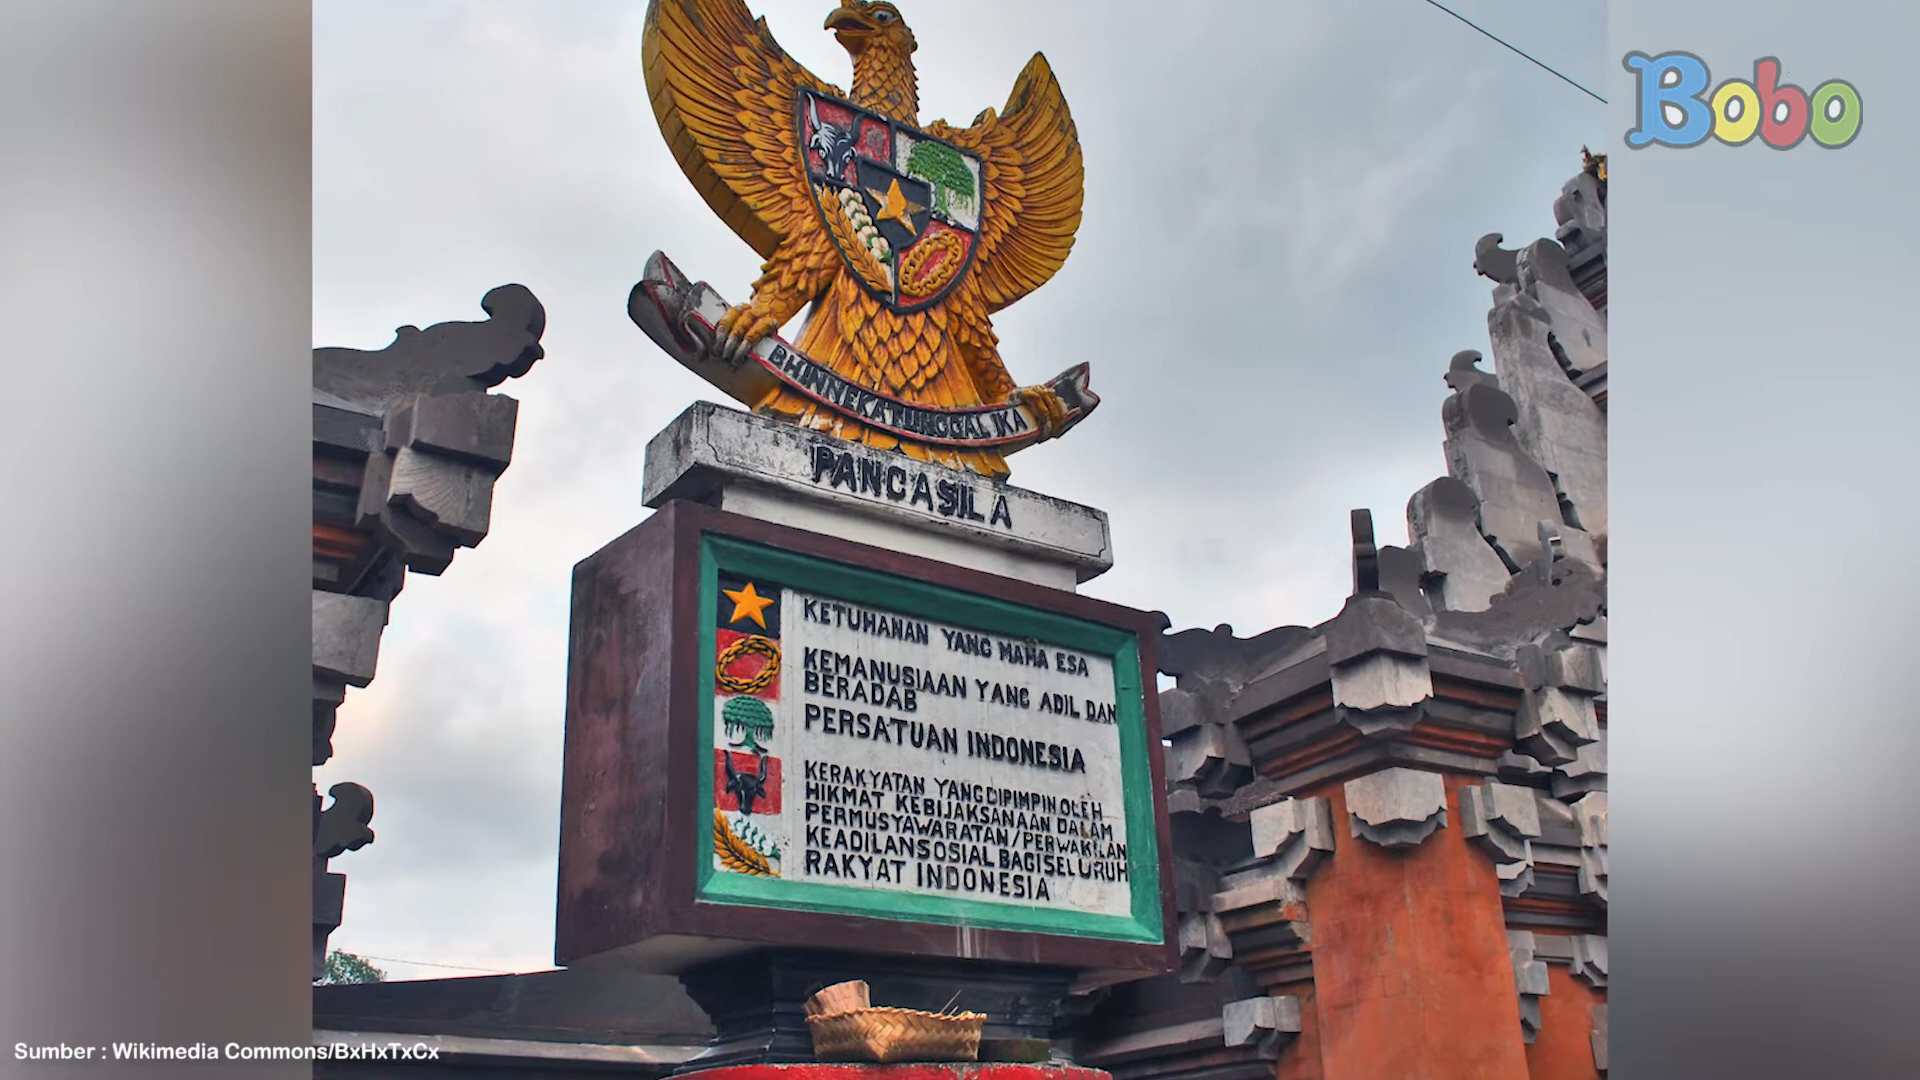 Bobo
BHINNEKA TUNGGAL IKA
PANCASILA
KETUHANAN YANG MAHA ESA
KEMANUSIAAN YANG ADIL DAN
BERADAB
PERSATUAN INDONESIA
KERAKYATAN YANG DIPIMPIN OLEH
HIKMAT KEBIJAKSANAAN DALAM
PERMUSYAWARATAN/PERWAKILAN
KEADILAN SOSIAL BAGI SELURUH
RAKYAT INDONESIA
Sumber : Wikimedia Commons/BxHxTxCx